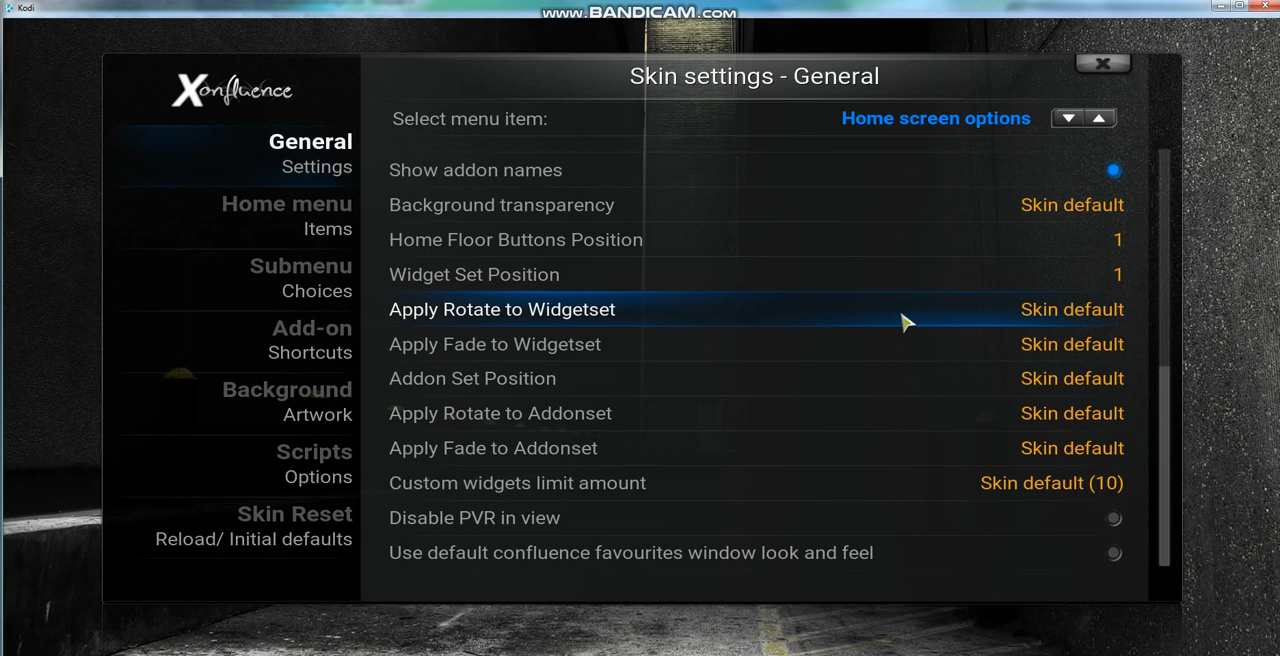 Kodi
www.BANDICAM.com
Xonfluence
Skin settings - General
Select menu item: Home screen options
General
Settings
Home menu
Items
Submenu
Choices
Add-on
Shortcuts
Background
Artwork
Scripts
Options
Skin Reset
Reload/ Initial defaults
Show addon names
Background transparency Skin default
Home Floor Buttons Position 1
Widget Set Position 1
Apply Rotate to Widgetset Skin default
Apply Fade to Widgetset Skin default
Addon Set Position Skin default
Apply Rotate to Addonset Skin default
Apply Fade to Addonset Skin default
Custom widgets limit amount Skin default (10)
Disable PVR in view
Use default confluence favourites window look and feel